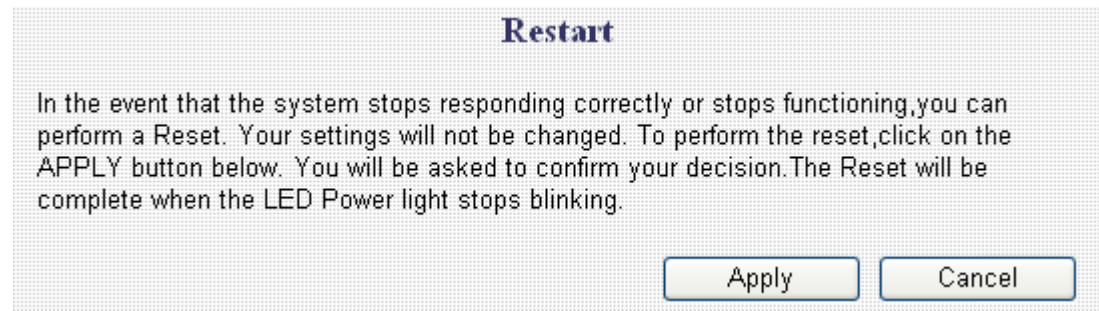 Restart
In the event that the system stops responding correctly or stops functioning,you can
perform a Reset. Your settings will not be changed. To perform the reset,click on the
APPLY button below. You will be asked to confirm your decision.The Reset will be
complete when the LED Power light stops blinking.
Apply Cancel